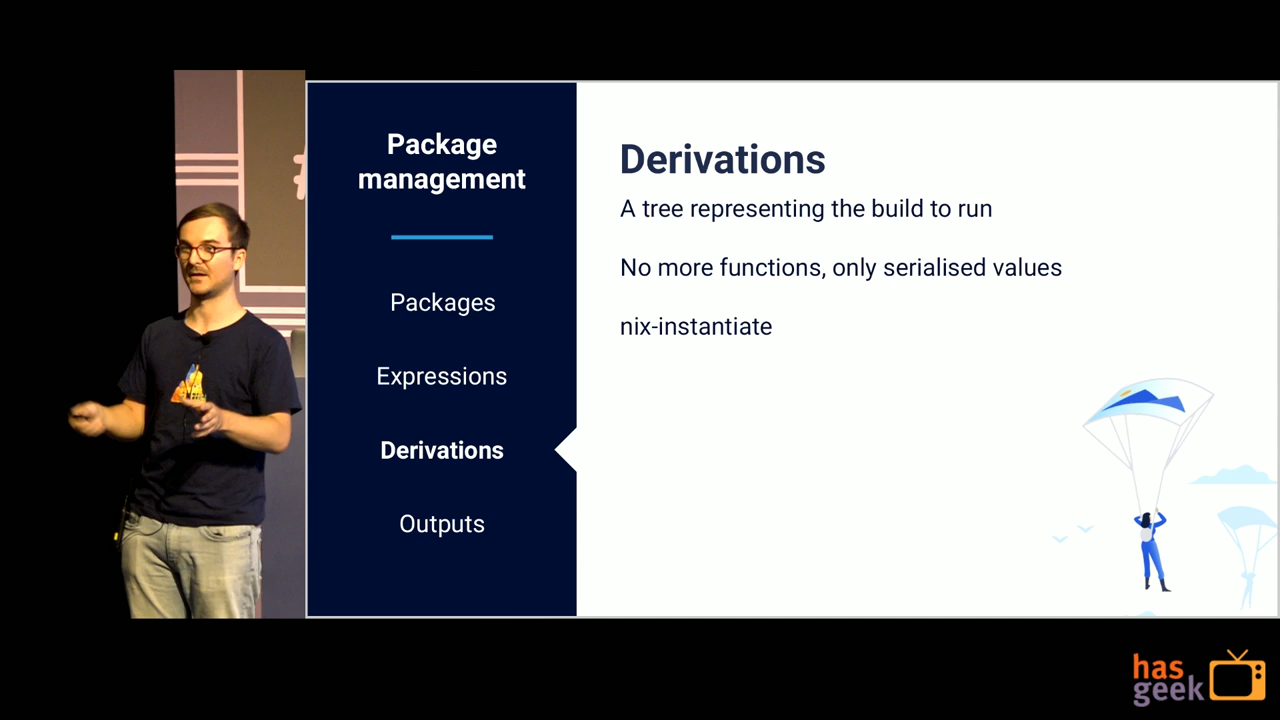 Package
management
Packages
Expressions
Derivations
Outputs
Derivations
A tree representing the build to run
No more functions, only serialised values
nix-instantiate
has
geek